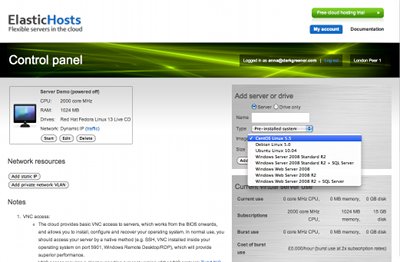 ElasticHosts
Flexible servers in the cloud
Free cloud hosting trial
My account
Documentation
Control panel
Logged in as anna@darkgreener.com
Logout
London Peer 1
Server Demo (powered off)
CPU: 2000 core MHz
RAM: 1024 MB
Drives: Red Hat Fedora Linux 13 Live CD
Network: Dynamic IP (traffic)
Start
Edit
Delete
Network resources
Add static IP
Add private network VLAN
Notes
1. VNC access:
The cloud provides basic VNC access to servers, which works from the BIOS onwards,
and allows you to install, configure and recover your operating system. In normal use, you
should access your server by a native method (e.g. SSH, VNC installed inside your
operating system on port 5901, Windows Remote Desktop/RDP), which will provide
superior performance.
Add server or drive
Server
Drive only
Name
Type
Pre-installed system
CentOS Linux 5.5
Debian Linux 5.0
Ubuntu Linux 10.04
Windows Server 2008 Standard R2
Windows Server 2008 Standard R2 + SQL Server
Windows Web Server 2008
Windows Web Server 2008 R2
Windows Web Server 2008 R2 + SQL Server
Size
Add
Current virtual server usage
Current use
0 core MHz CPU,
0 MB memory,
0 GB disk
Subscriptions
2000 core MHz CPU,
1024 MB memory,
15 GB disk
Burst use
0 core MHz CPU,
0 MB memory,
0 GB disk
Cost of burst use
£0.000/hour (burst use at 2x subscription rates)